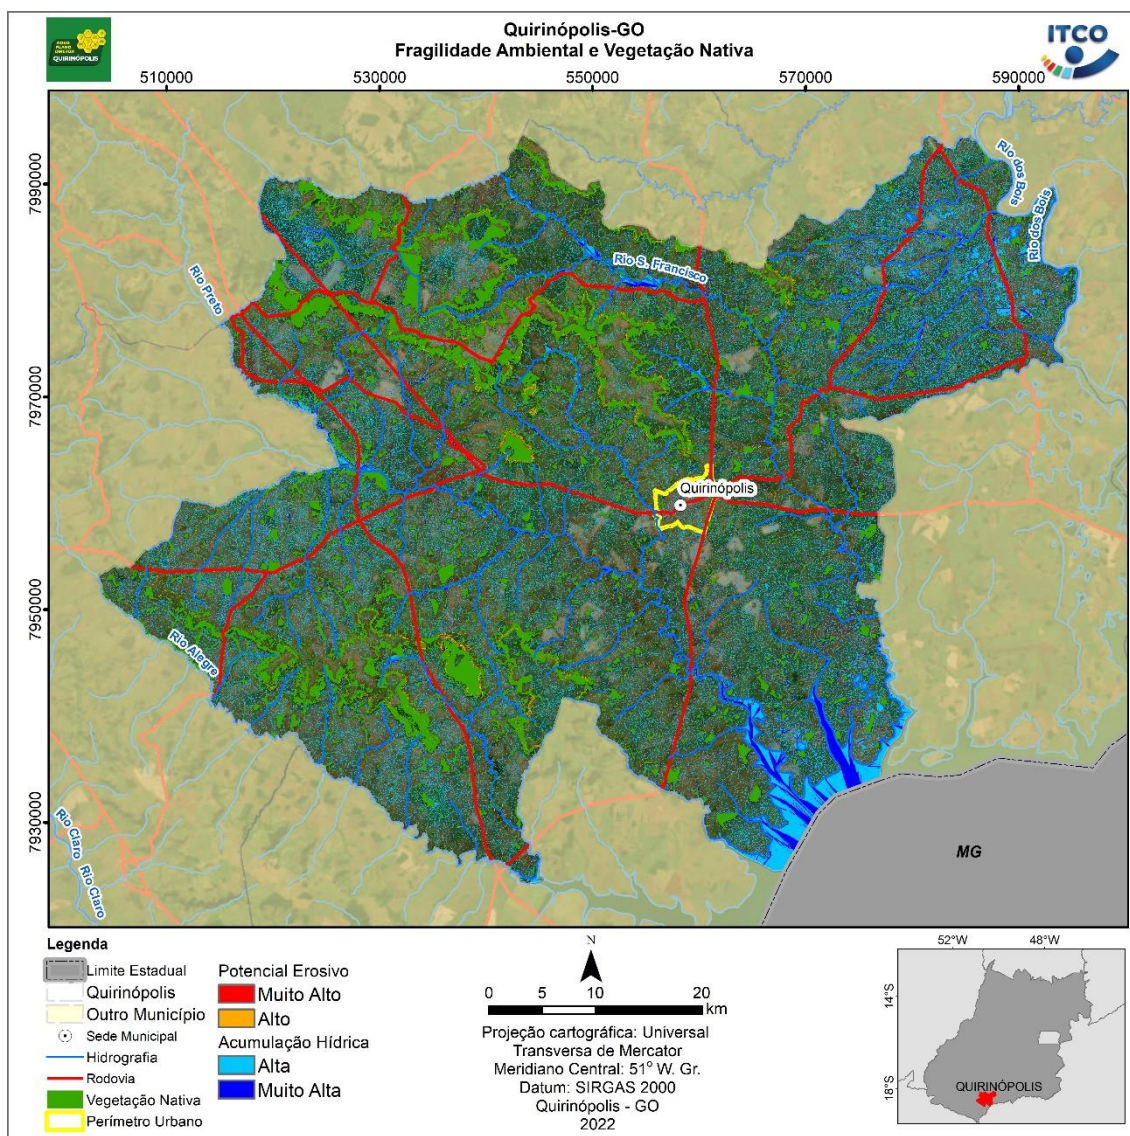 Quirinópolis-GO
Fragilidade Ambiental e Vegetação Nativa
QUIRINÓPOLIS
ITCO
510000
530000
550000
570000
590000
7990000
7970000
7950000
7930000
Rio dos Bois
Rio dos Bois
Rio S. Francisco
Rio Preto
Quirinópolis
Rio Alegre
Rio Claro
Rio Claro
MG
Legenda
Limite Estadual
Quirinópolis
Outro Município
Sede Municipal
Hidrografia
Rodovia
Vegetação Nativa
Perímetro Urbano
Potencial Erosivo
Muito Alto
Alto
Acumulação Hídrica
Alta
Muito Alta
N
0 5 10 20
km
Projeção cartográfica: Universal
Transversa de Mercator
Meridiano Central: 51° W. Gr.
Datum: SIRGAS 2000
Quirinópolis - GO
2022
52°W
48°W
14°S
18°S
QUIRINÓPOLIS